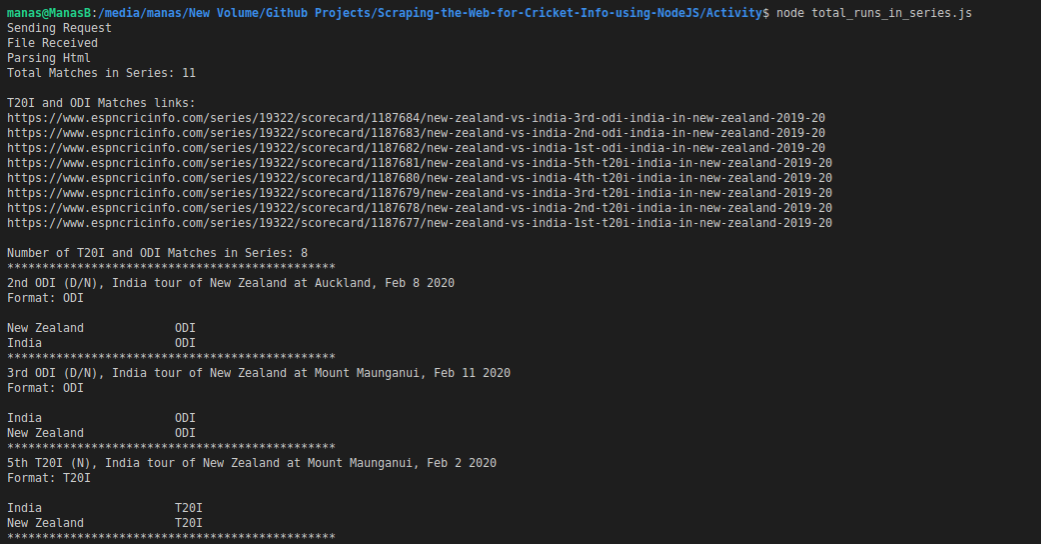 manas@ManasB:/media/manas/New Volume/Github Projects/Scraping-the-Web-for-Cricket-Info-using-NodeJS/Activity$ node total_runs_in_series.js
Sending Request
File Received
Parsing Html
Total Matches in Series: 11
T20I and ODI Matches links:
https://www.espncricinfo.com/series/19322/scorecard/1187684/new-zealand-vs-india-3rd-odi-india-in-new-zealand-2019-20
https://www.espncricinfo.com/series/19322/scorecard/1187683/new-zealand-vs-india-2nd-odi-india-in-new-zealand-2019-20
https://www.espncricinfo.com/series/19322/scorecard/1187682/new-zealand-vs-india-1st-odi-india-in-new-zealand-2019-20
https://www.espncricinfo.com/series/19322/scorecard/1187681/new-zealand-vs-india-5th-t20i-india-in-new-zealand-2019-20
https://www.espncricinfo.com/series/19322/scorecard/1187680/new-zealand-vs-india-4th-t20i-india-in-new-zealand-2019-20
https://www.espncricinfo.com/series/19322/scorecard/1187679/new-zealand-vs-india-3rd-t20i-india-in-new-zealand-2019-20
https://www.espncricinfo.com/series/19322/scorecard/1187678/new-zealand-vs-india-2nd-t20i-india-in-new-zealand-2019-20
https://www.espncricinfo.com/series/19322/scorecard/1187677/new-zealand-vs-india-1st-t20i-india-in-new-zealand-2019-20
Number of T20I and ODI Matches in Series: 8
***********************************************
2nd ODI (D/N), India tour of New Zealand at Auckland, Feb 8 2020
Format: ODI
New Zealand             ODI
India                   ODI
***********************************************
3rd ODI (D/N), India tour of New Zealand at Mount Maunganui, Feb 11 2020
Format: ODI
India                   ODI
New Zealand             ODI
***********************************************
5th T20I (N), India tour of New Zealand at Mount Maunganui, Feb 2 2020
Format: T20I
India                   T20I
New Zealand             T20I
***********************************************